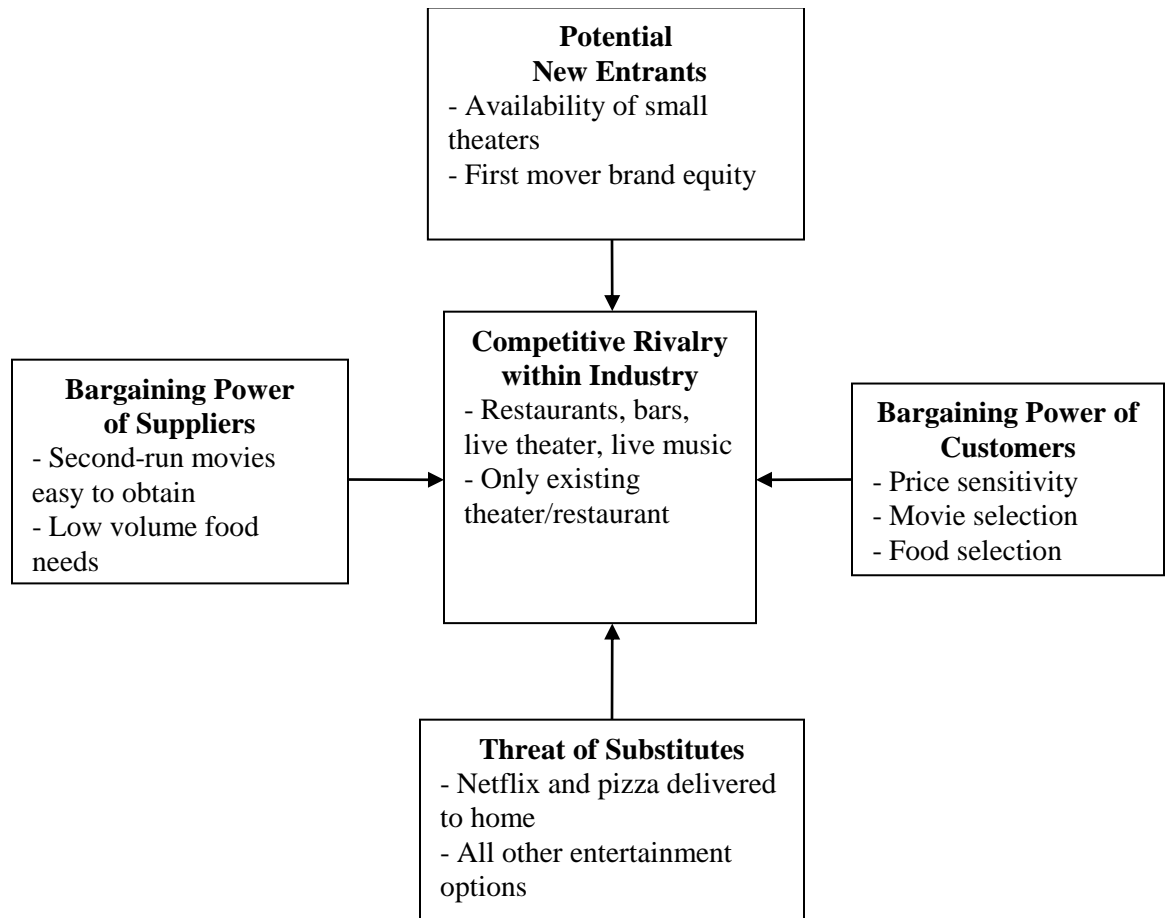 Potential
New Entrants
- Availability of small
theaters
- First mover brand equity
Competitive Rivalry
within Industry
- Restaurants, bars,
live theater, live music
- Only existing
theater/restaurant
Bargaining Power
of Suppliers
- Second-run movies
easy to obtain
- Low volume food
needs
Bargaining Power of
Customers
- Price sensitivity
- Movie selection
- Food selection
Threat of Substitutes
- Netflix and pizza delivered
to home
- All other entertainment
options